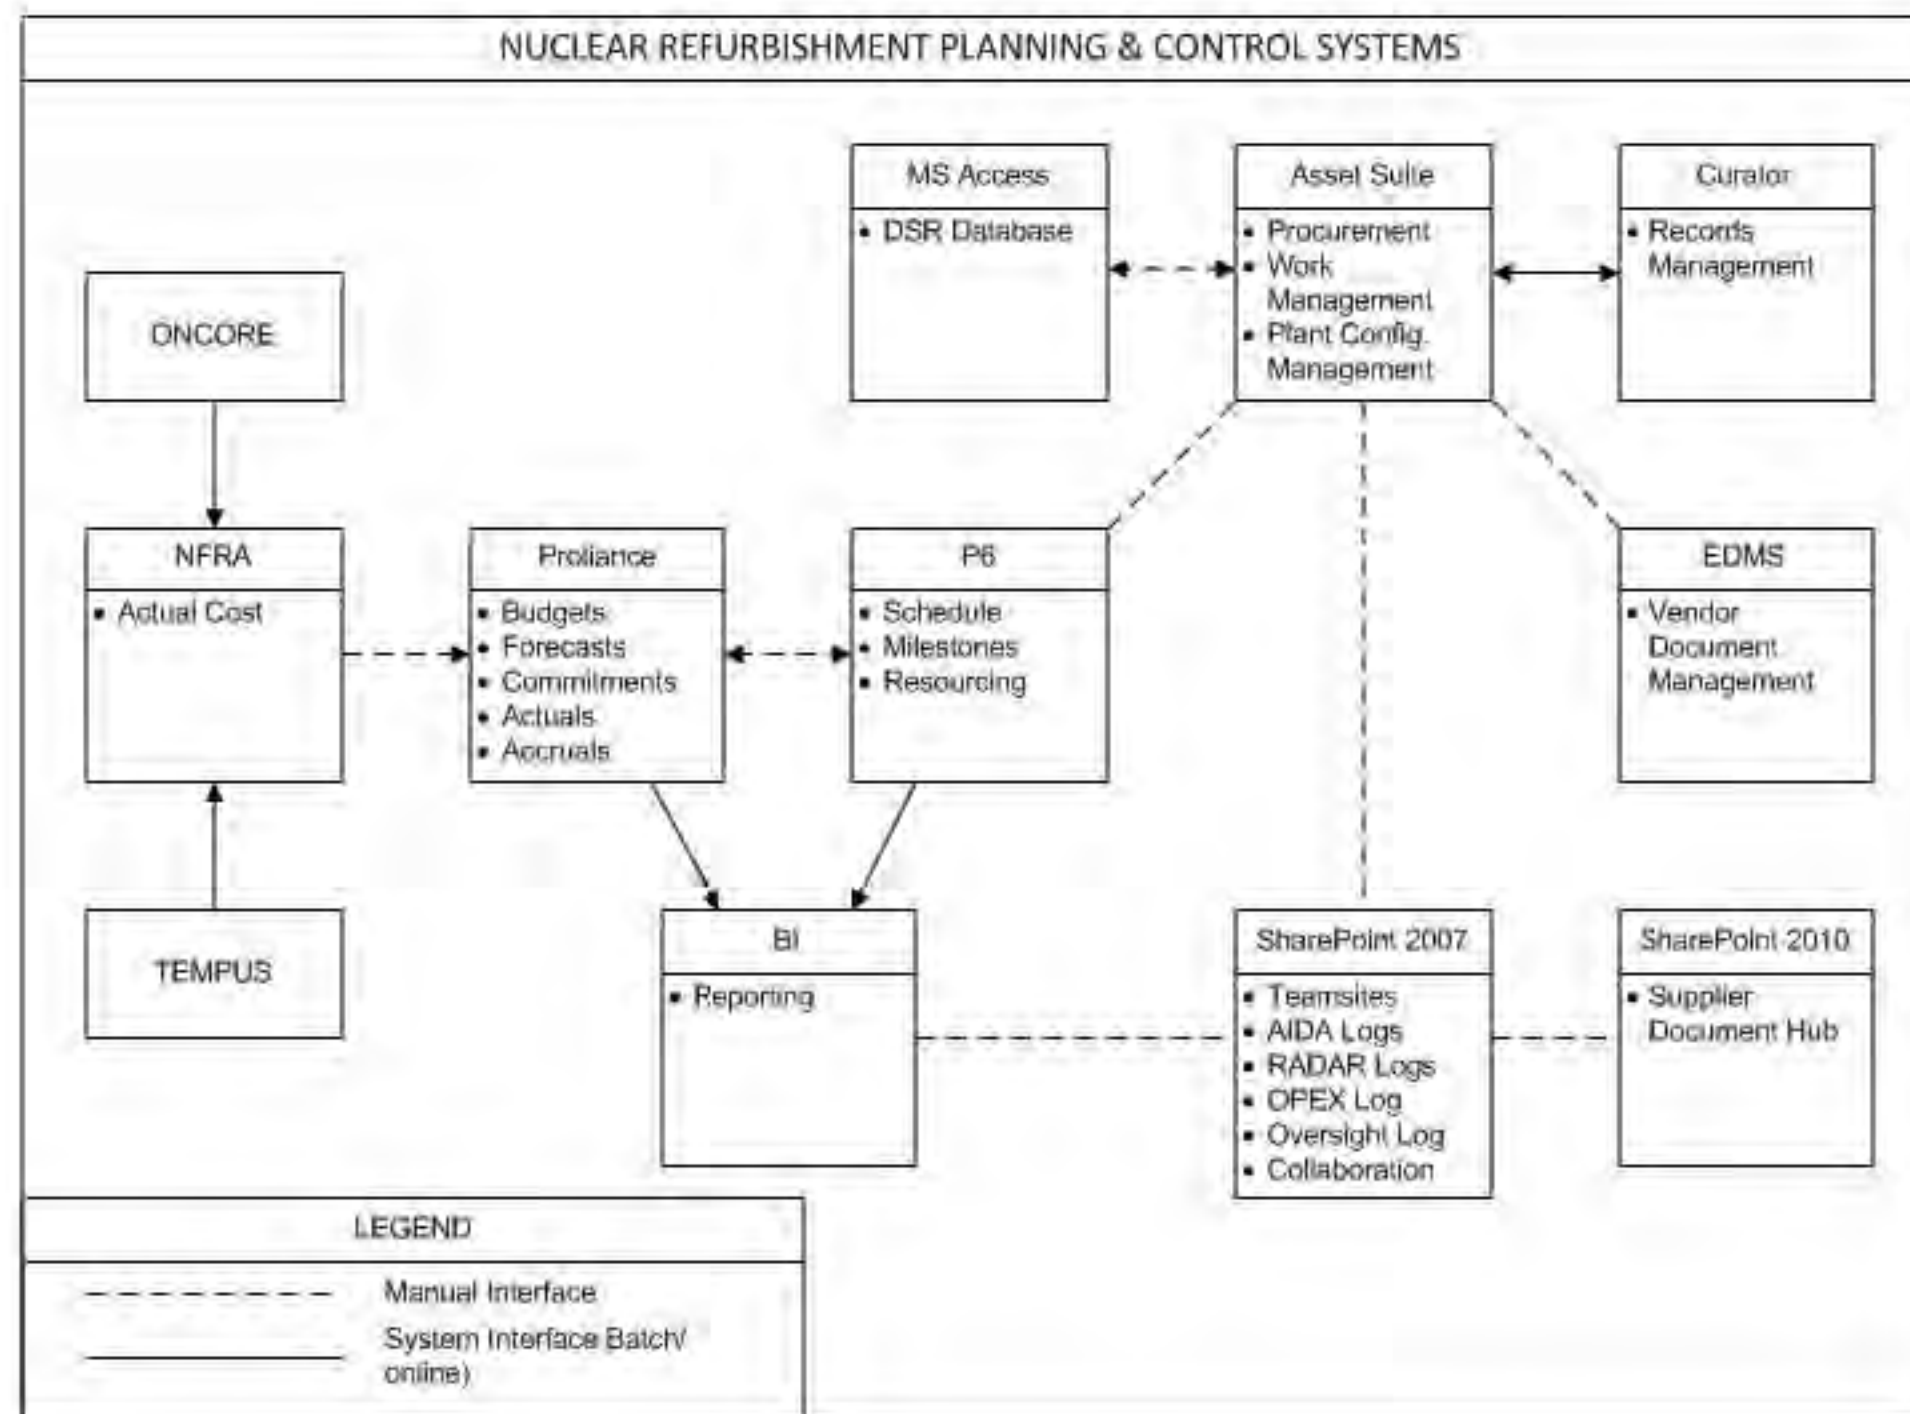 NUCLEAR REFURBISHMENT PLANNING & CONTROL SYSTEMS
MS Access
• DSR Database
Asset Suite
• Procurement
• Work
Management
• Plant Config.
Management
Curator
• Records
Management
ONCORE
NFRA
• Actual Cost
Proliance
• Budgets
• Forecasts
• Commitments
• Actuals
• Accruals
P6
• Schedule
• Milestones
• Resourcing
EDMS
• Vendor
Document
Management
TEMPUS
BI
• Reporting
SharePoint 2007
• Teamsites
• AIDA Logs
• RADAR Logs
• OPEX Log
• Oversight Log
• Collaboration
SharePoint 2010
• Supplier
Document Hub
LEGEND
Manual Interface
System Interface Batch/
online)